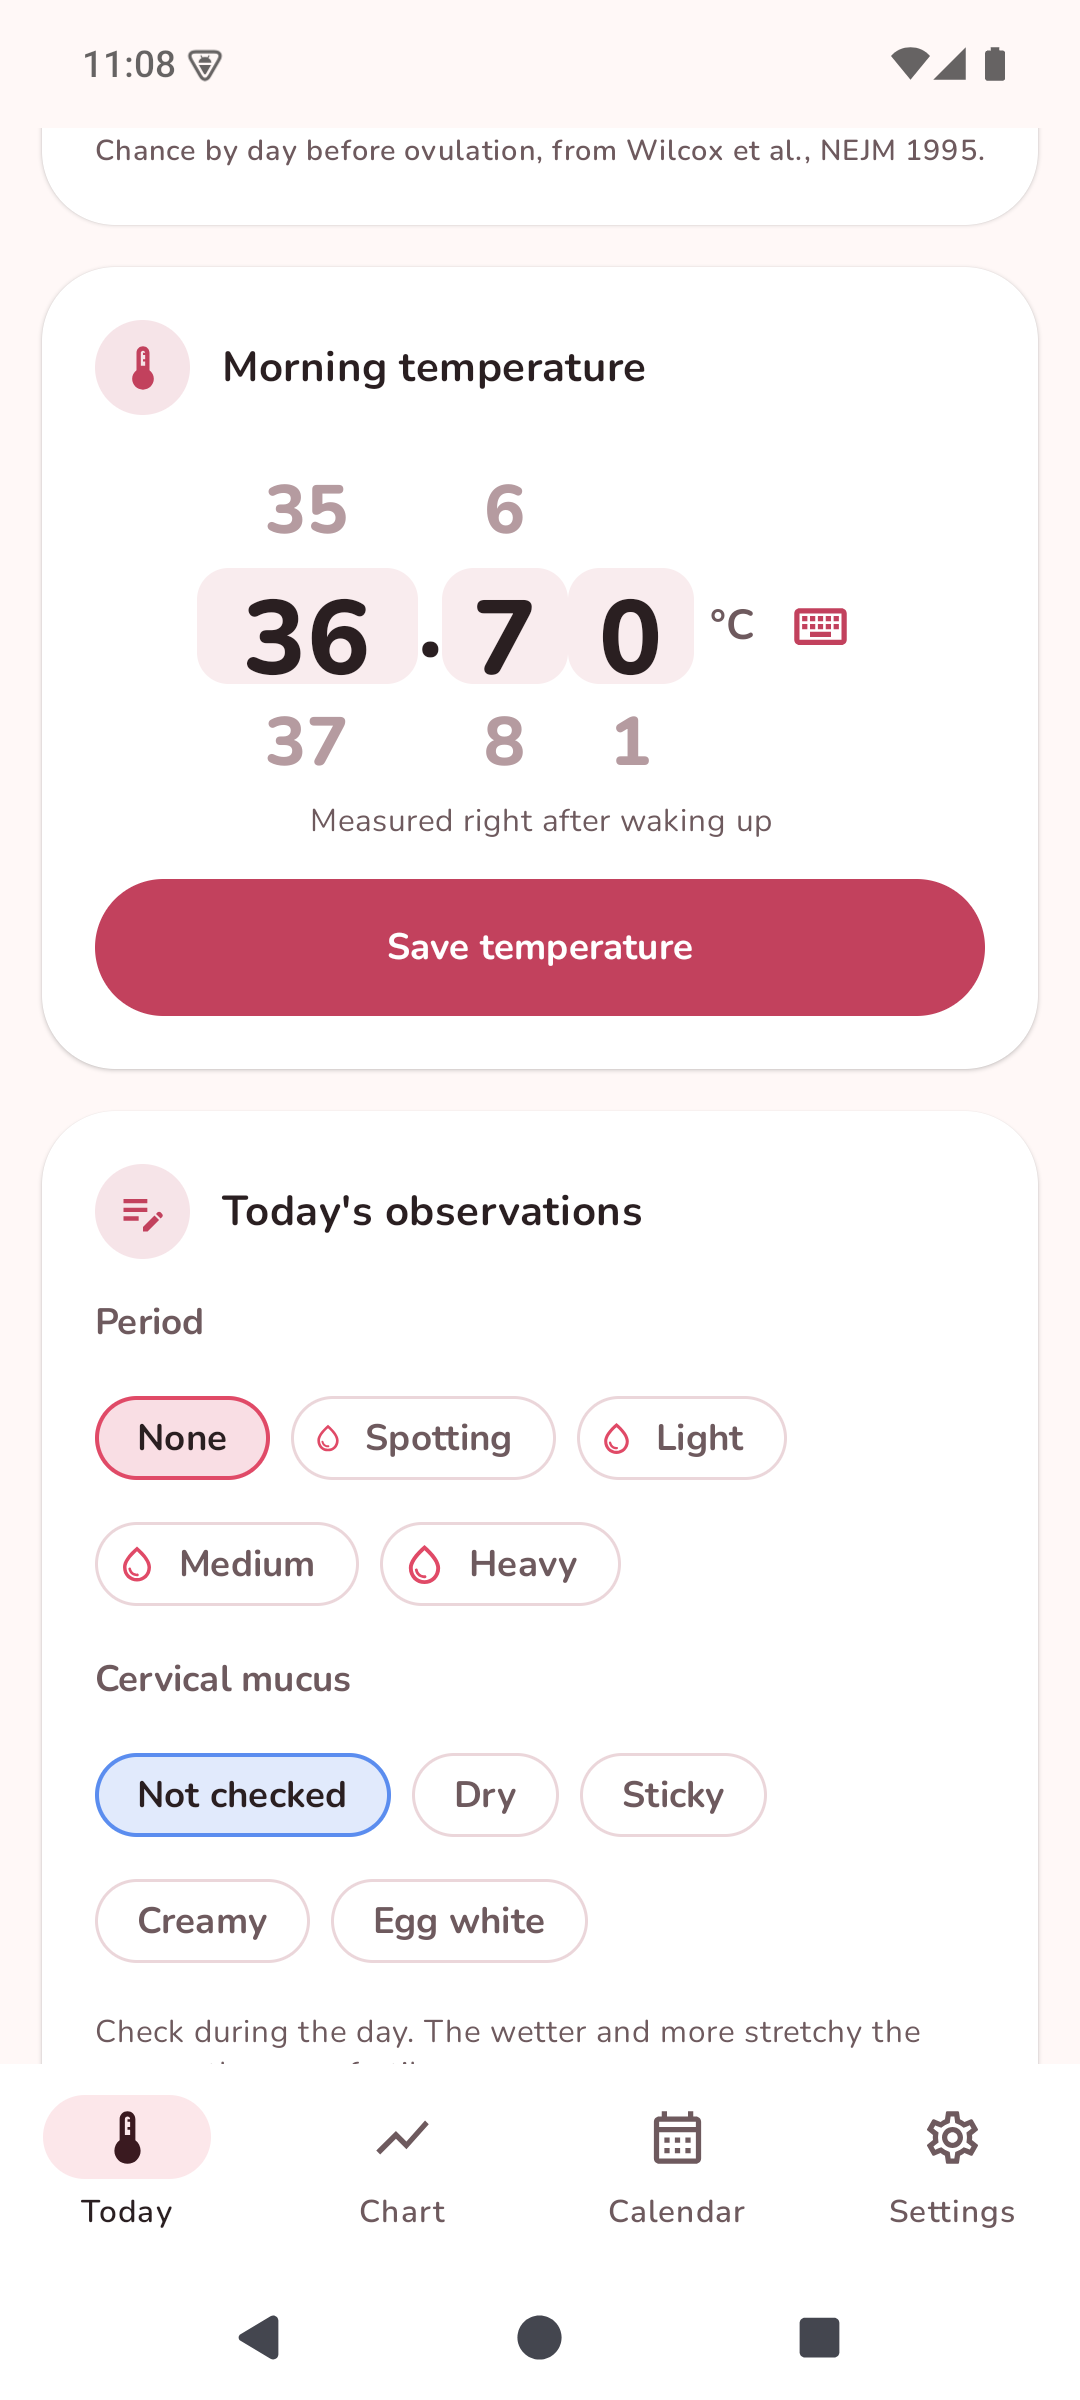 11:08
Chance by day before ovulation, from Wilcox et al., NEJM 1995.
Morning temperature
35 6
36.70 °C
37 8 1
Measured right after waking up
Save temperature
Today's observations
Period
None Spotting Light
Medium Heavy
Cervical mucus
Not checked Dry Sticky
Creamy Egg white
Check during the day. The wetter and more stretchy the
Today Chart Calendar Settings